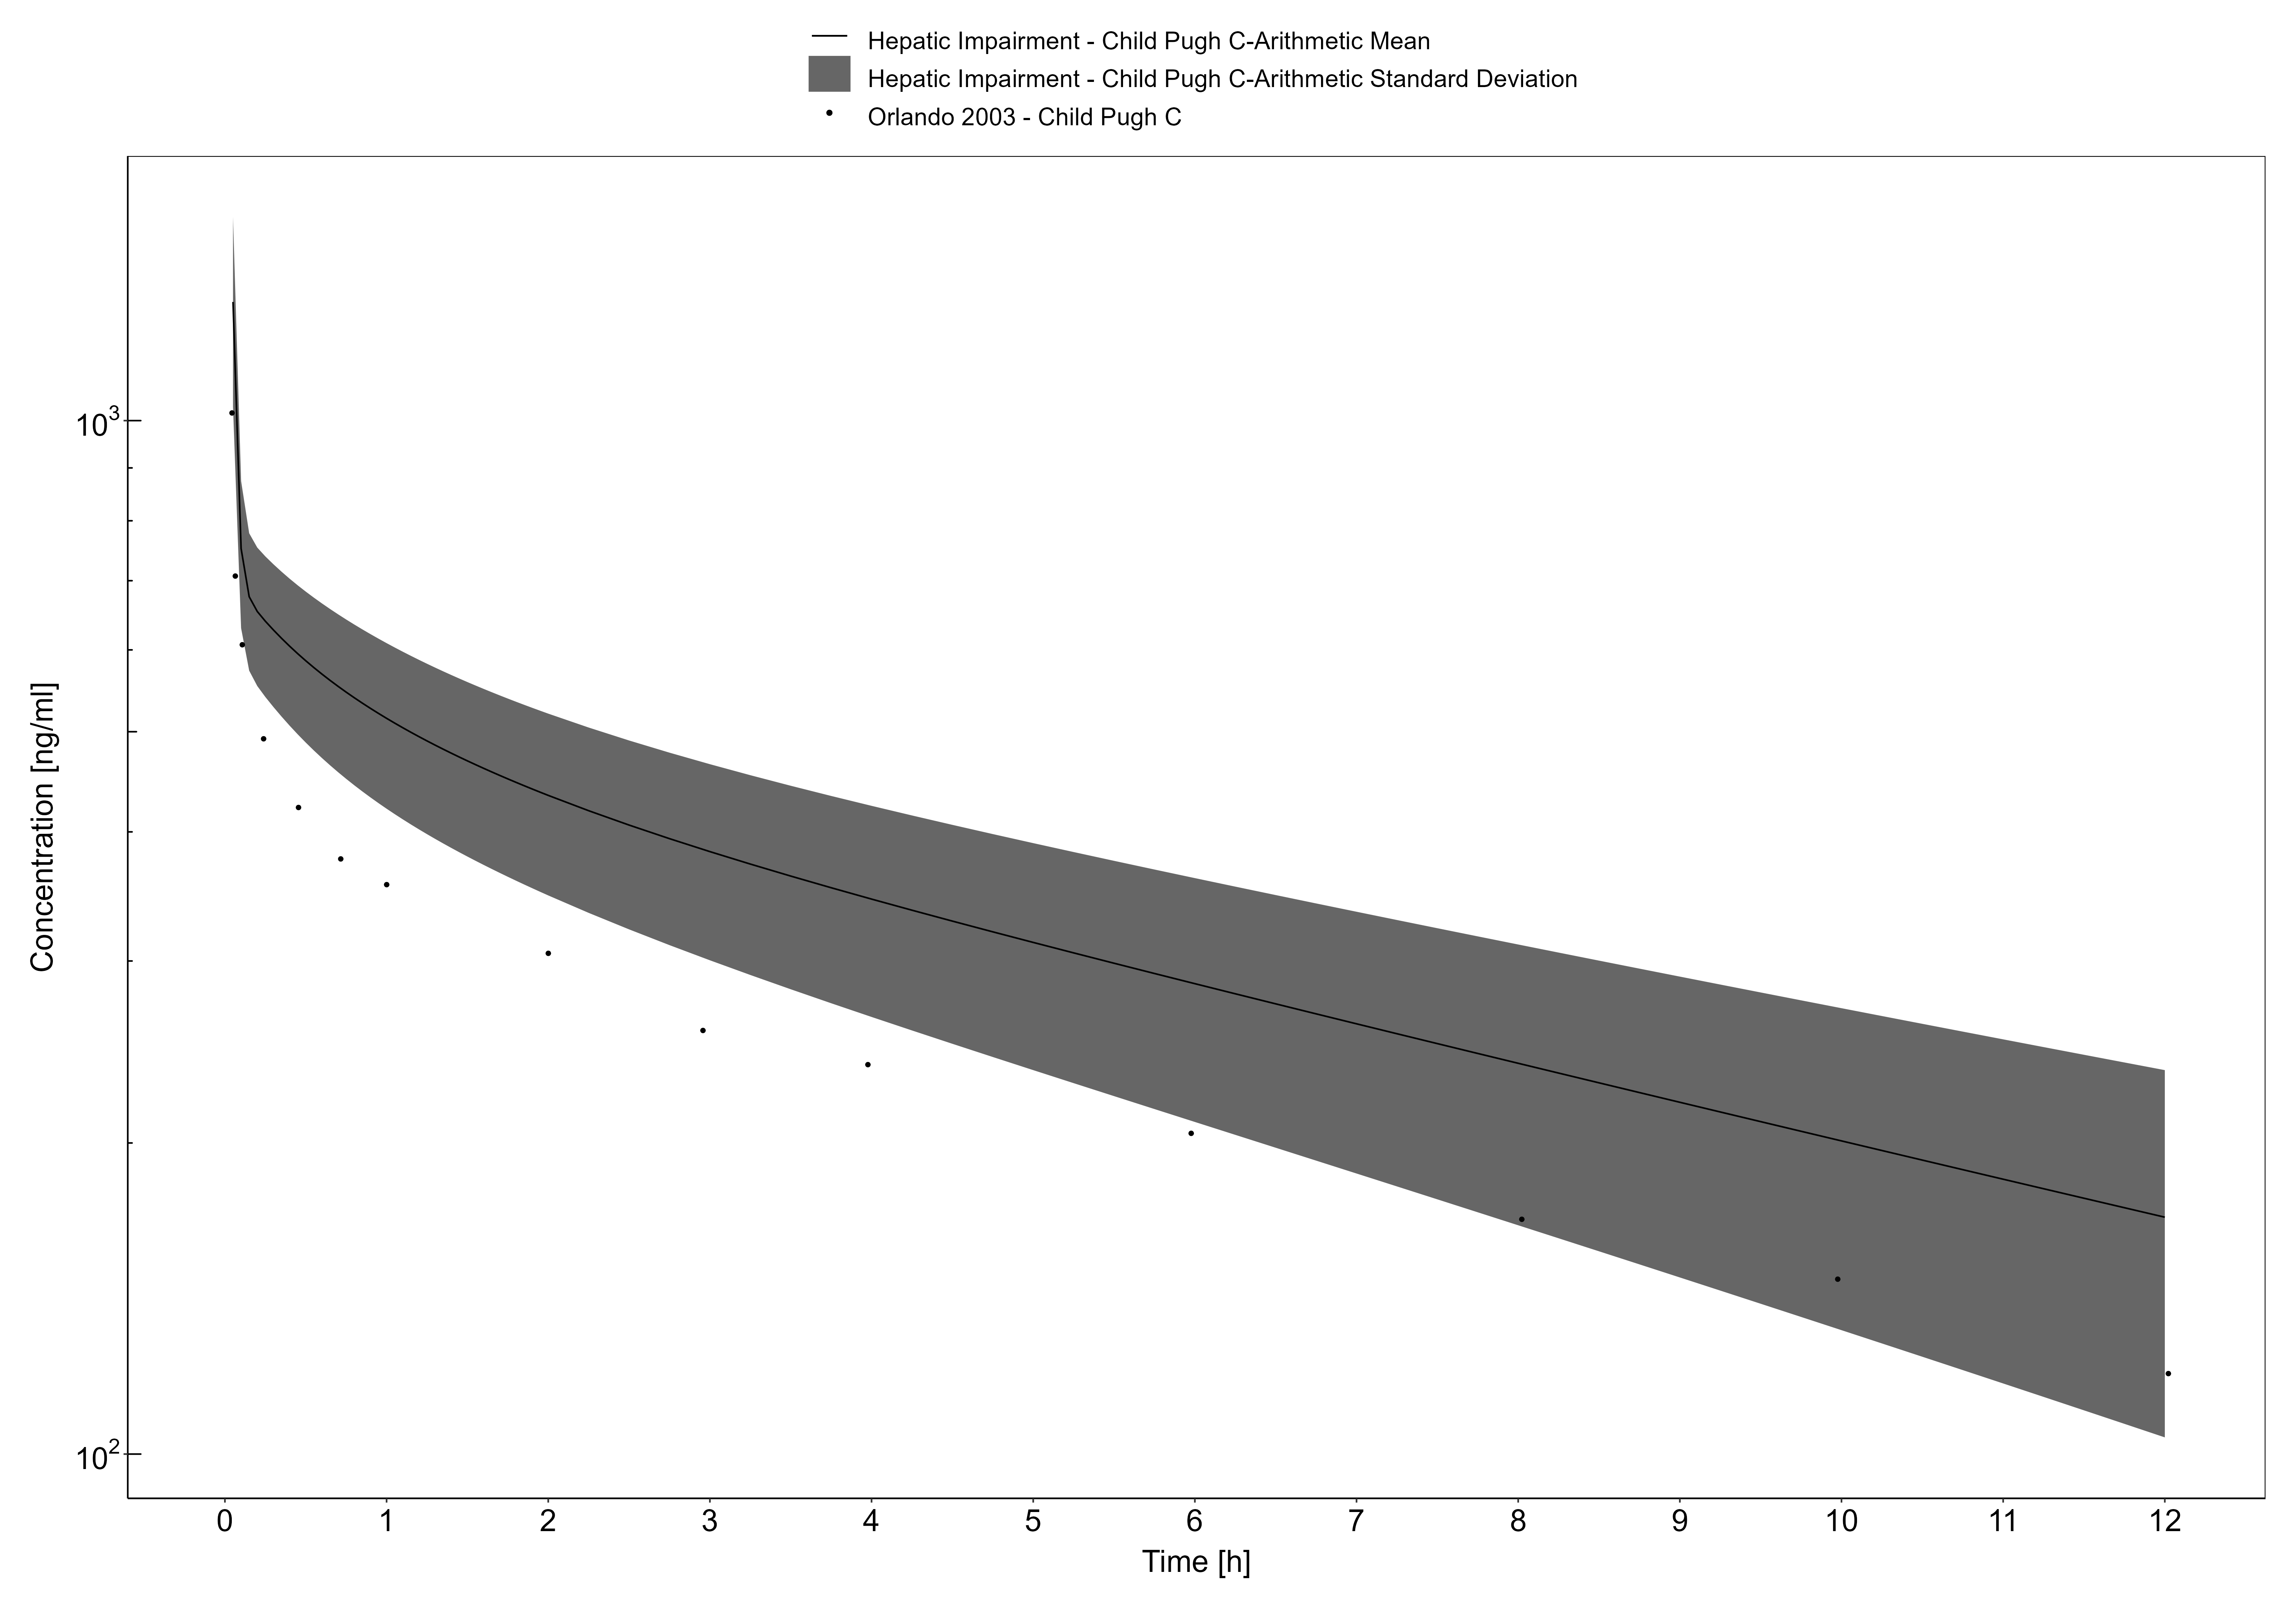 Hepatic Impairment - Child Pugh C-Arithmetic Mean
Hepatic Impairment - Child Pugh C-Arithmetic Standard Deviation
Orlando 2003 - Child Pugh C
10³
10²
Concentration [ng/ml]
0 1 2 3 4 5 6 7 8 9 10 11 12
Time [h]